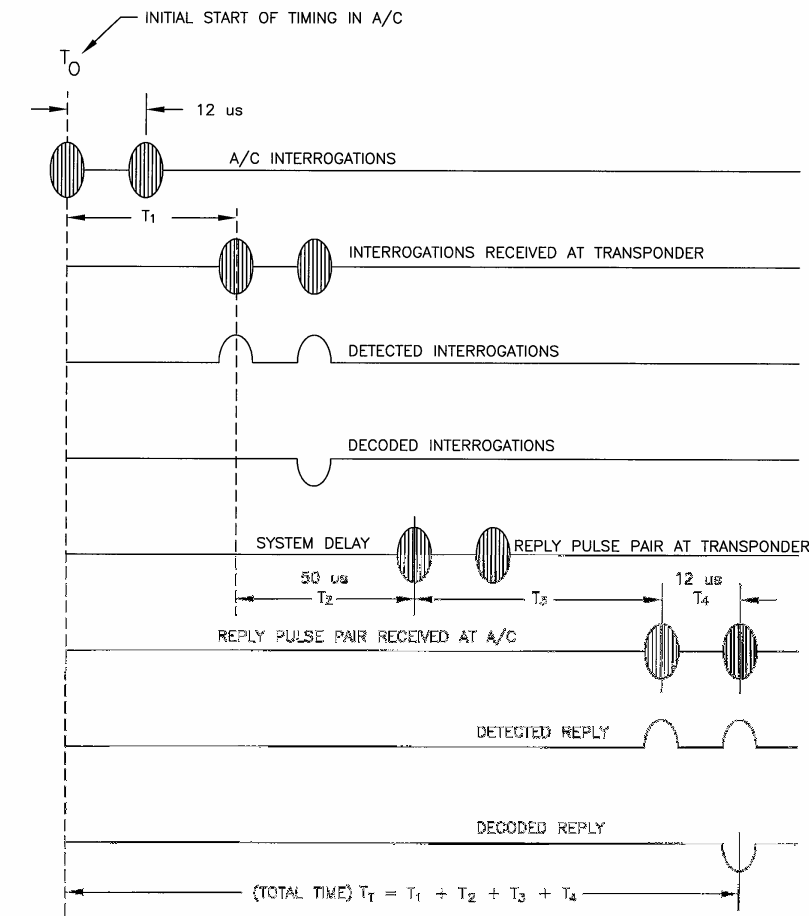 INITIAL START OF TIMING IN A/C
T0
12 us
A/C INTERROGATIONS
T1
INTERROGATIONS RECEIVED AT TRANSPONDER
DETECTED INTERROGATIONS
DECODED INTERROGATIONS
SYSTEM DELAY
REPLY PULSE PAIR AT TRANSPONDER
50 us
12 us
T2
T3
T4
REPLY PULSE PAIR RECEIVED AT A/C
DETECTED REPLY
DECODED REPLY
(TOTAL TIME) TT = T1 + T2 + T3 + T4